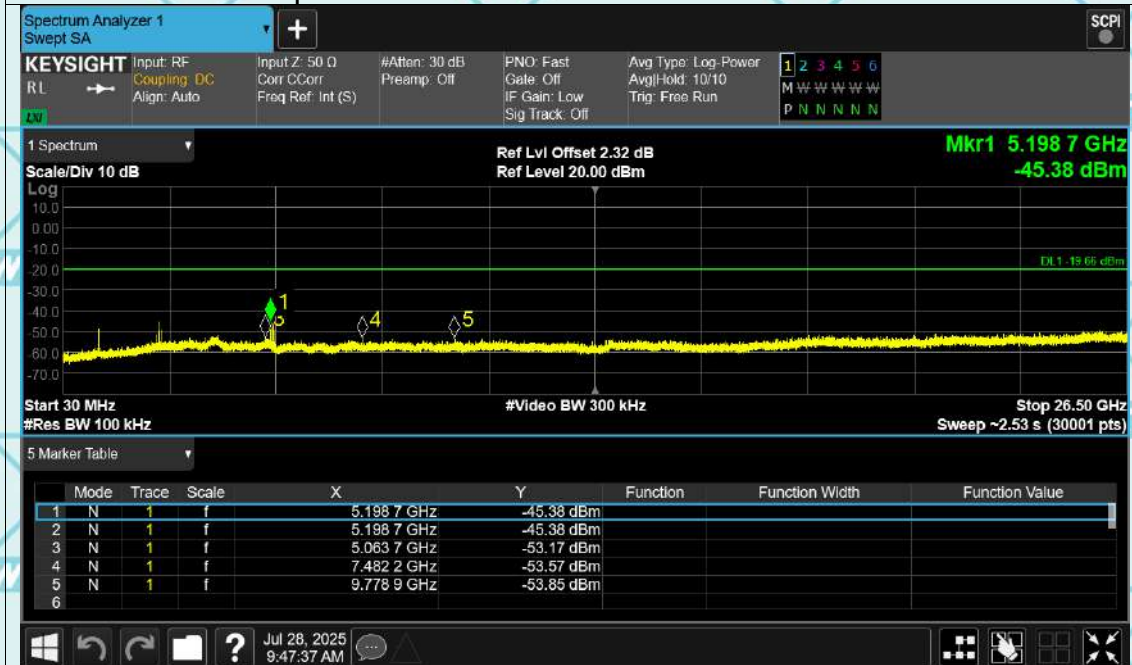 Spectrum Analyzer 1
Swept SA
+
SCPI
KEYSIGHT
RL
LXI
Input: RF
Coupling: DC
Align: Auto
Input Z: 50 Ω
Corr CCorr
Freq Ref: Int (S)
#Atten: 30 dB
Preamp: Off
PNO: Fast
Gate: Off
IF Gain: Low
Sig Track: Off
Avg Type: Log-Power
Avg|Hold: 10/10
Trig: Free Run
1 2 3 4 5 6
M W W W W W
P N N N N N
1 Spectrum
Scale/Div 10 dB
Ref Lvl Offset 2.32 dB
Ref Level 20.00 dBm
Mkr1 5.198 7 GHz
-45.38 dBm
Log
10.0
0.00
-10.0
-20.0
-30.0
-40.0
-50.0
-60.0
-70.0
DL1 -19.66 dBm
1
4
5
Start 30 MHz
#Video BW 300 kHz
Stop 26.50 GHz
#Res BW 100 kHz
Sweep ~2.53 s (30001 pts)
5 Marker Table
Mode Trace Scale X Y Function Function Width Function Value
1 N 1 f 5.198 7 GHz -45.38 dBm
2 N 1 f 5.198 7 GHz -45.38 dBm
3 N 1 f 5.063 7 GHz -53.17 dBm
4 N 1 f 7.482 2 GHz -53.57 dBm
5 N 1 f 9.778 9 GHz -53.85 dBm
6
?
Jul 28, 2025
9:47:37 AM